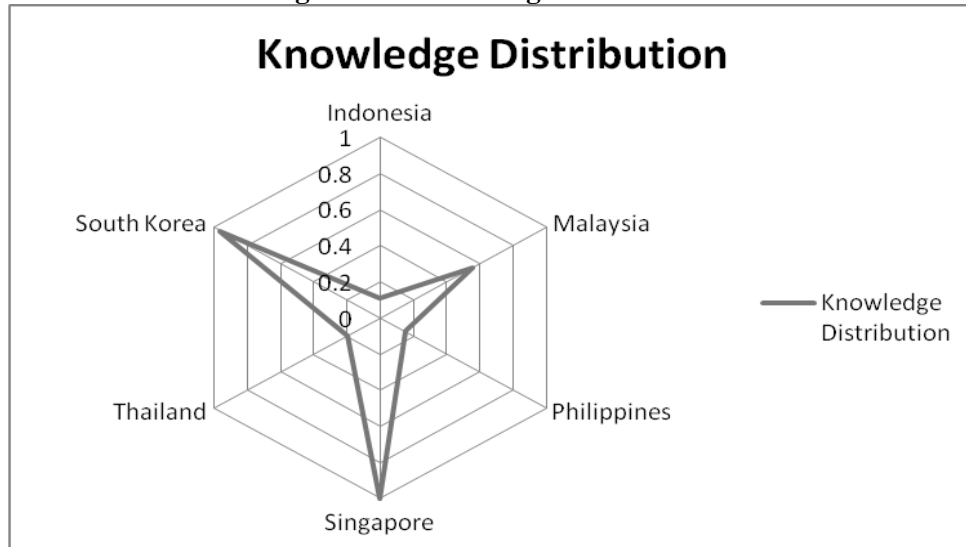 Knowledge Distribution
Indonesia
1
0.8
0.6
0.4
0.2
0
South Korea
Malaysia
Thailand
Philippines
Singapore
Knowledge
Distribution